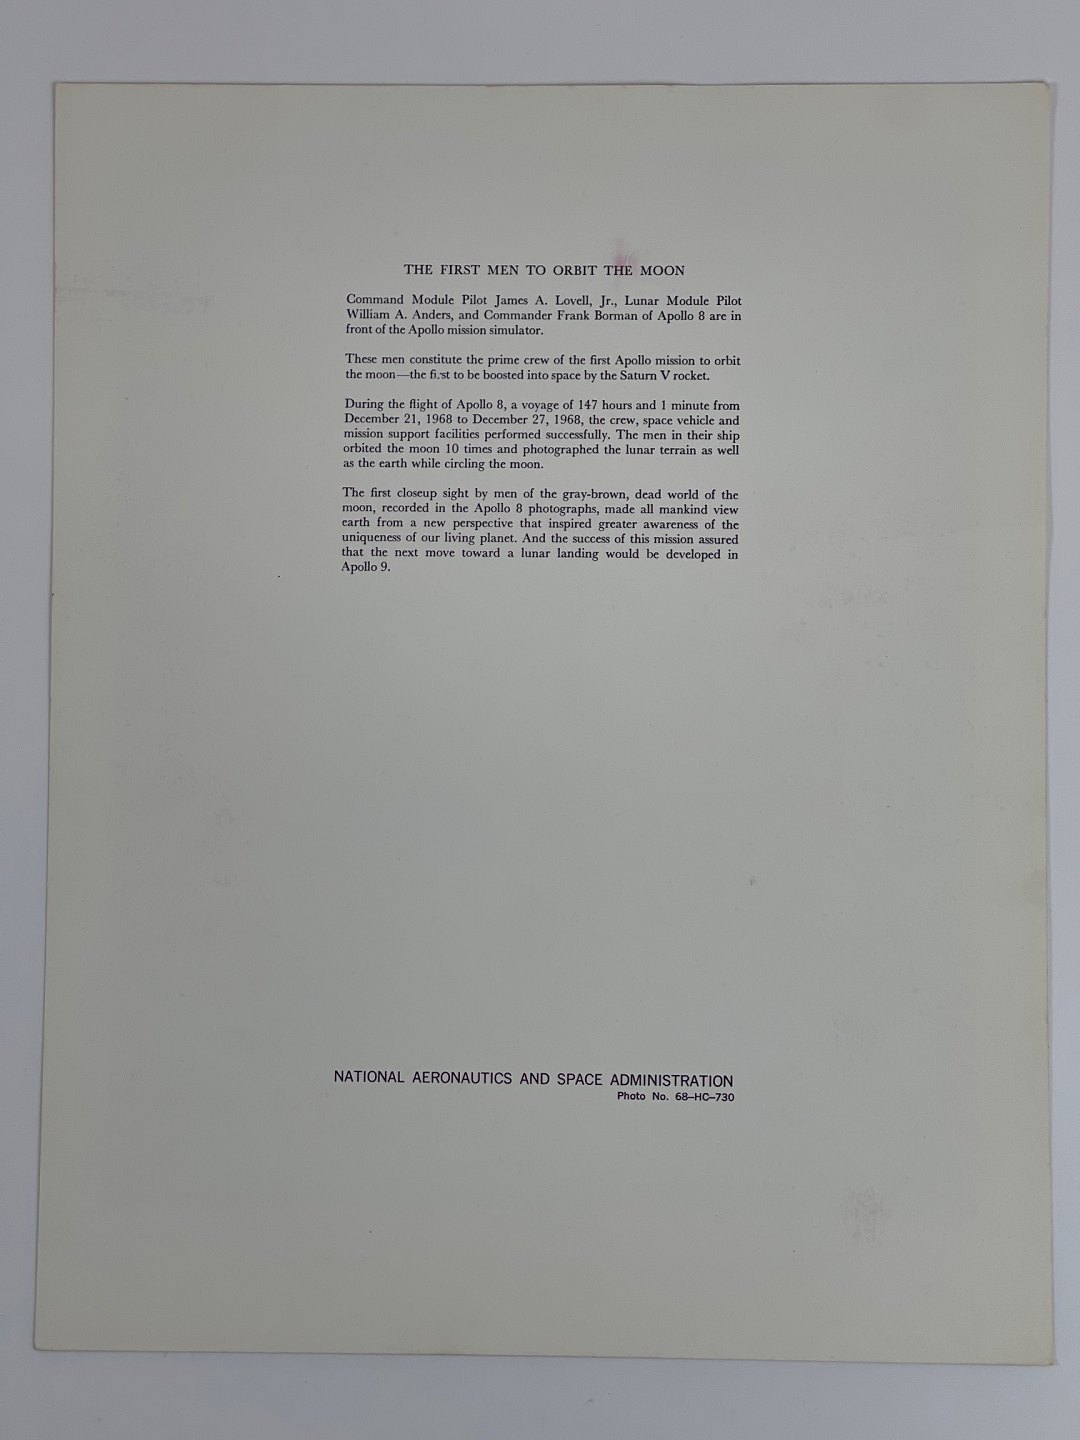 THE FIRST MEN TO ORBIT THE MOON
Command Module Pilot James A. Lovell, Jr., Lunar Module Pilot
William A. Anders, and Commander Frank Borman of Apollo 8 are in
front of the Apollo mission simulator.
These men constitute the prime crew of the first Apollo mission to orbit
the moon—the first to be boosted into space by the Saturn V rocket.
During the flight of Apollo 8, a voyage of 147 hours and 1 minute from
December 21, 1968 to December 27, 1968, the crew, space vehicle and
mission support facilities performed successfully. The men in their ship
orbited the moon 10 times and photographed the lunar terrain as well
as the earth while circling the moon.
The first closeup sight by men of the gray-brown, dead world of the
moon, recorded in the Apollo 8 photographs, made all mankind view
earth from a new perspective that inspired greater awareness of the
uniqueness of our living planet. And the success of this mission assured
that the next move toward a lunar landing would be developed in
Apollo 9.
NATIONAL AERONAUTICS AND SPACE ADMINISTRATION
Photo No. 68–HC–730